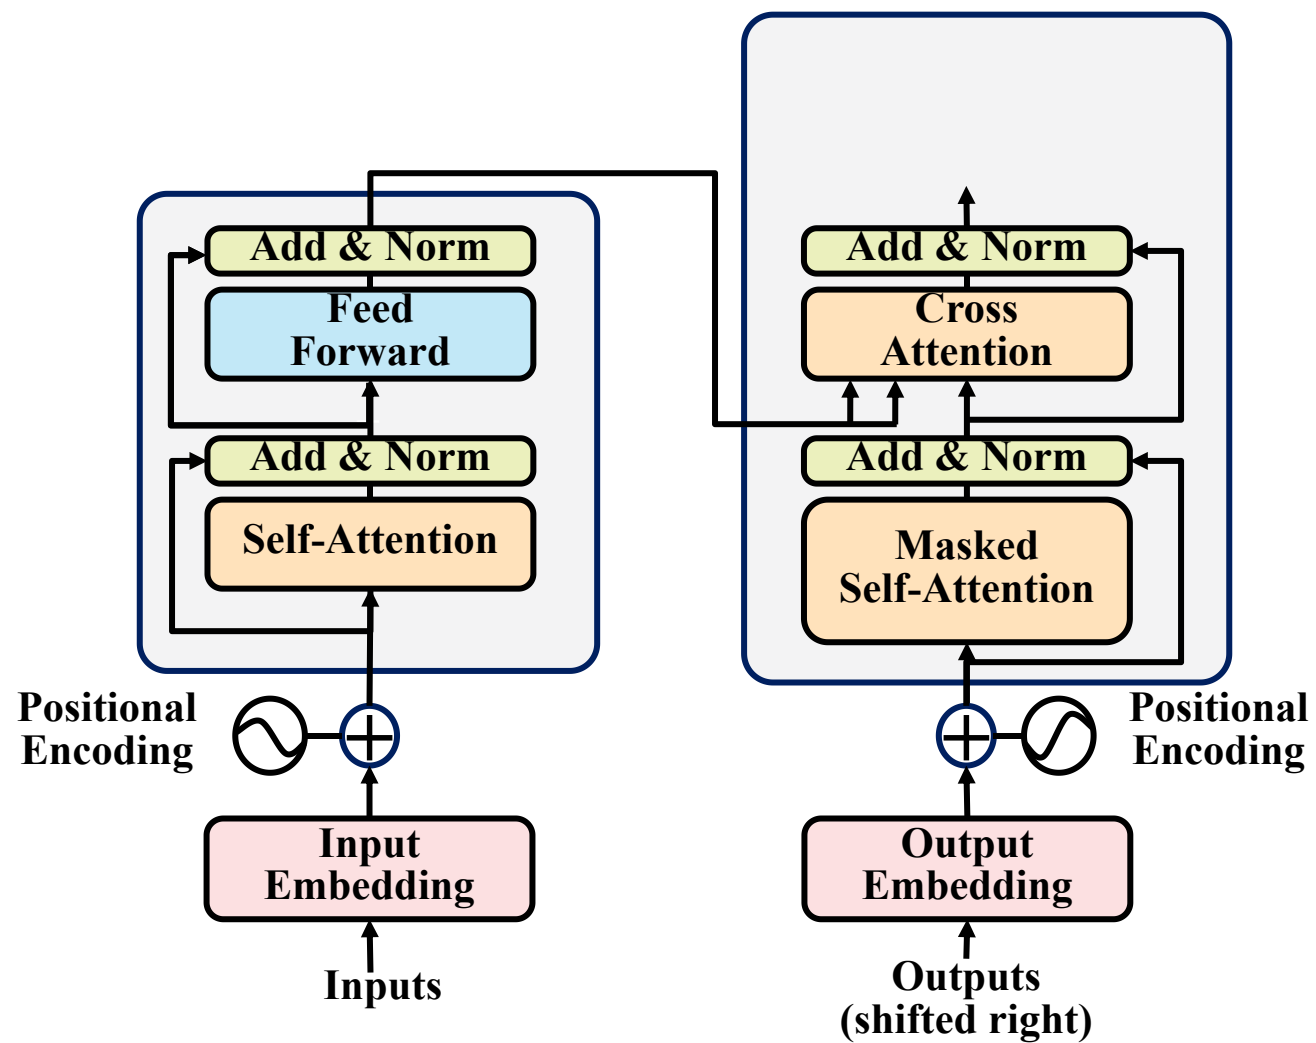 Add & Norm
Feed
Forward
Add & Norm
Self-Attention
Positional
Encoding
Input
Embedding
Inputs
Add & Norm
Cross
Attention
Add & Norm
Masked
Self-Attention
Positional
Encoding
Output
Embedding
Outputs
(shifted right)